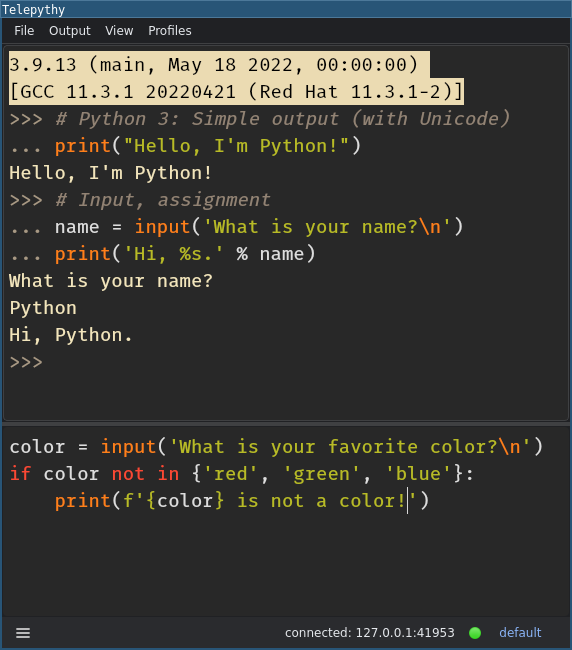 Telepythy
File Output View Profiles
3.9.13 (main, May 18 2022, 00:00:00)
[GCC 11.3.1 20220421 (Red Hat 11.3.1-2)]
>>> # Python 3: Simple output (with Unicode)
... print("Hello, I'm Python!")
Hello, I'm Python!
>>> # Input, assignment
... name = input('What is your name?\n')
... print('Hi, %s.' % name)
What is your name?
Python
Hi, Python.
>>>
color = input('What is your favorite color?\n')
if color not in {'red', 'green', 'blue'}:
    print(f'{color} is not a color!')
connected: 127.0.0.1:41953 default